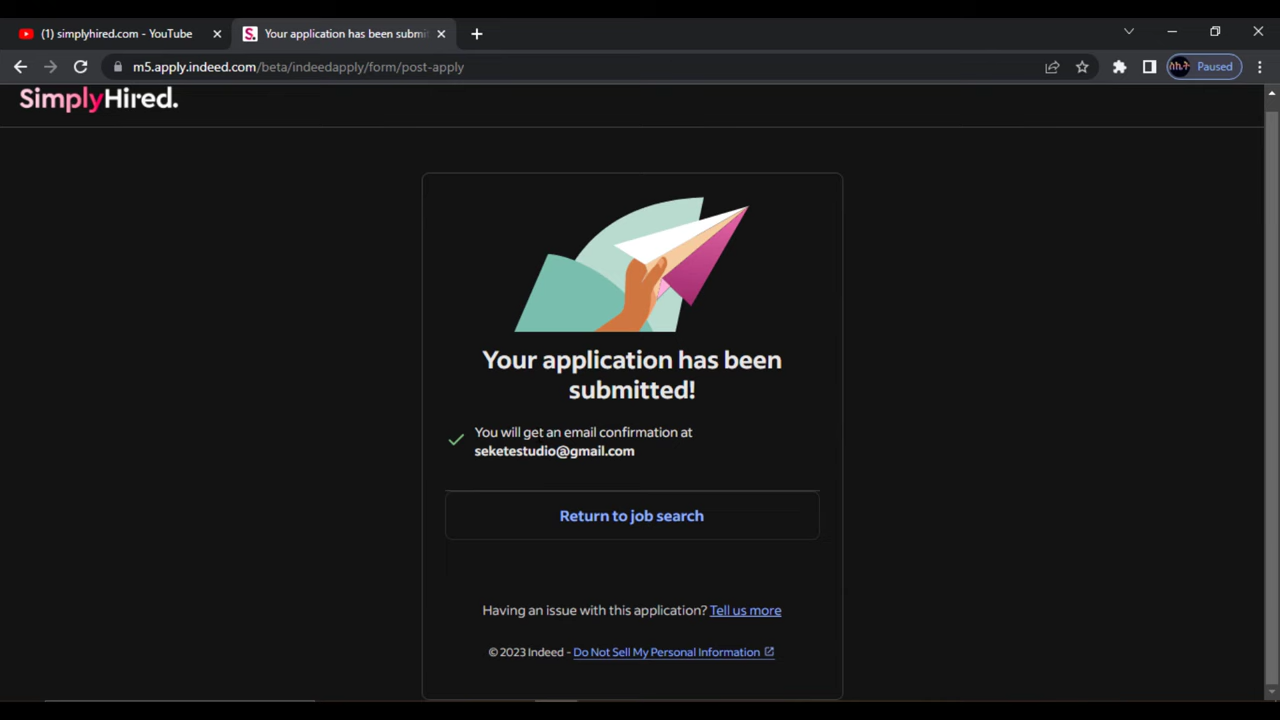 (1) simplyhired.com - YouTube
Your application has been submi
m5.apply.indeed.com/beta/indeedapply/form/post-apply
ሰከተ
Paused
SimplyHired.
Your application has been
submitted!
You will get an email confirmation at
seketestudio@gmail.com
Return to job search
Having an issue with this application? Tell us more
© 2023 Indeed - Do Not Sell My Personal Information